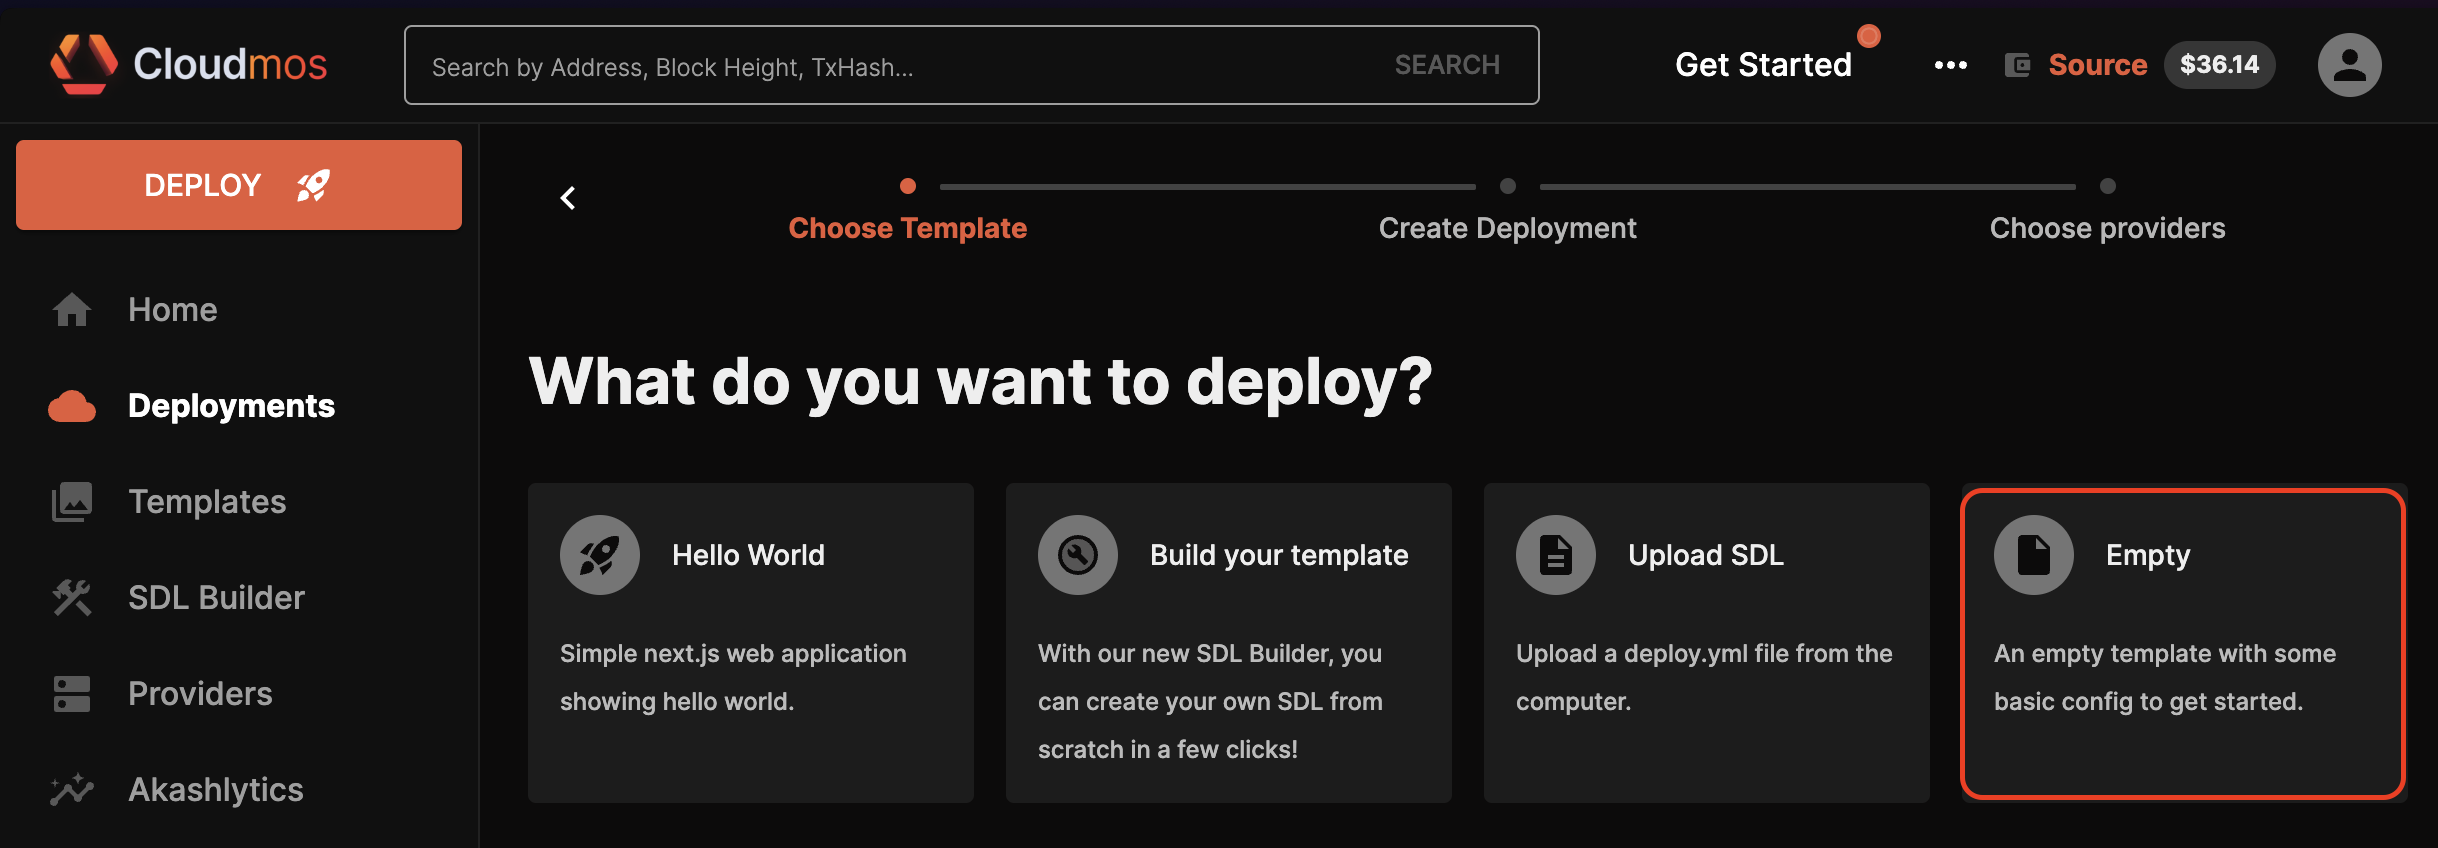 Cloudmos
Search by Address, Block Height, TxHash...
SEARCH
Get Started
Source
$36.14
DEPLOY
Home
Deployments
Templates
SDL Builder
Providers
Akashlytics
Choose Template
Create Deployment
Choose providers
What do you want to deploy?
Hello World
Simple next.js web application
showing hello world.
Build your template
With our new SDL Builder, you
can create your own SDL from
scratch in a few clicks!
Upload SDL
Upload a deploy.yml file from the
computer.
Empty
An empty template with some
basic config to get started.